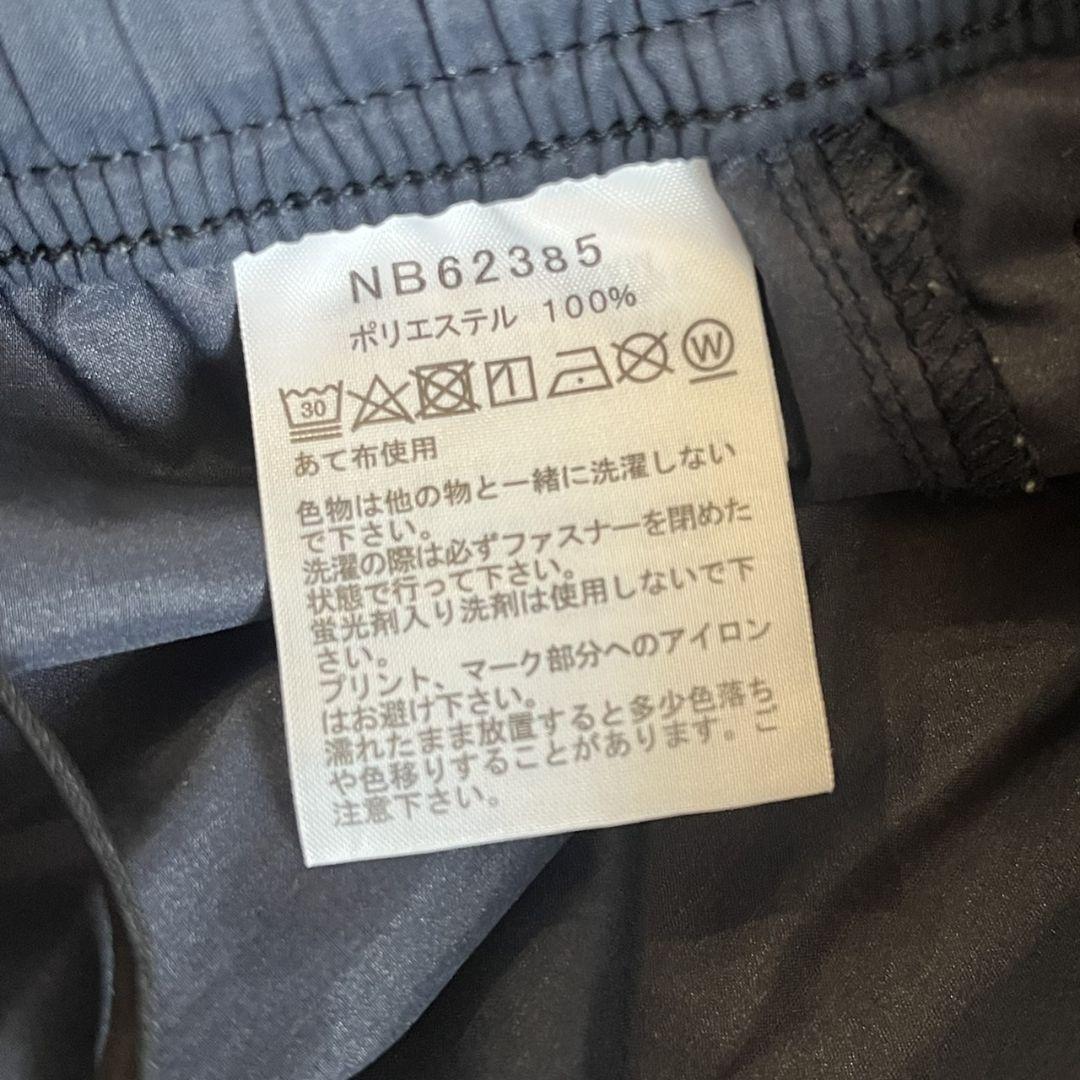 NB62385
ポリエステル 100%
30 W
あて布使用
色物は他の物と一緒に洗濯しない
で下さい。
洗濯の際は必ずファスナーを閉めた
状態で行って下さい。
蛍光剤入り洗剤は使用しないで下
さい。
プリント、マーク部分へのアイロン
はお避け下さい。
濡れたまま放置すると多少色落ち
や色移りすることがあります。ご
注意下さい。